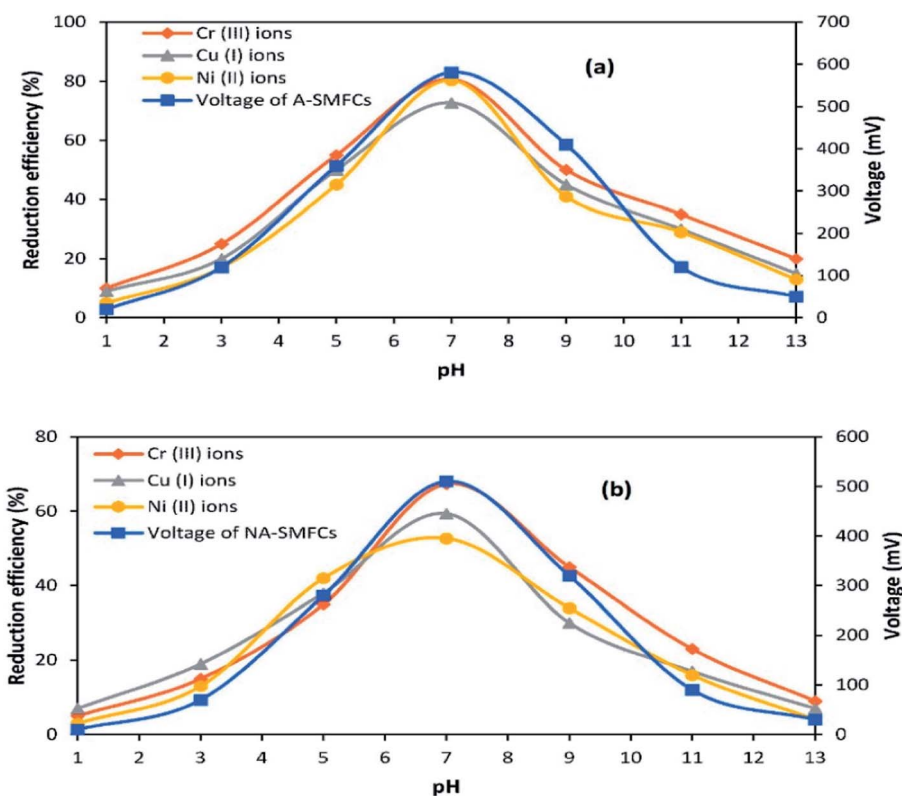 100
80
60
40
20
0
Reduction efficiency (%)
Cr (III) ions
Cu (I) ions
Ni (II) ions
Voltage of A-SMFCs
(a)
700
600
500
400
300
200
100
0
Voltage (mV)
1 2 3 4 5 6 7 8 9 10 11 12 13
pH
80
60
40
20
0
Reduction efficiency (%)
Cr (III) ions
Cu (I) ions
Ni (II) ions
Voltage of NA-SMFCs
(b)
600
500
400
300
200
100
0
Voltage (mV)
1 2 3 4 5 6 7 8 9 10 11 12 13
pH